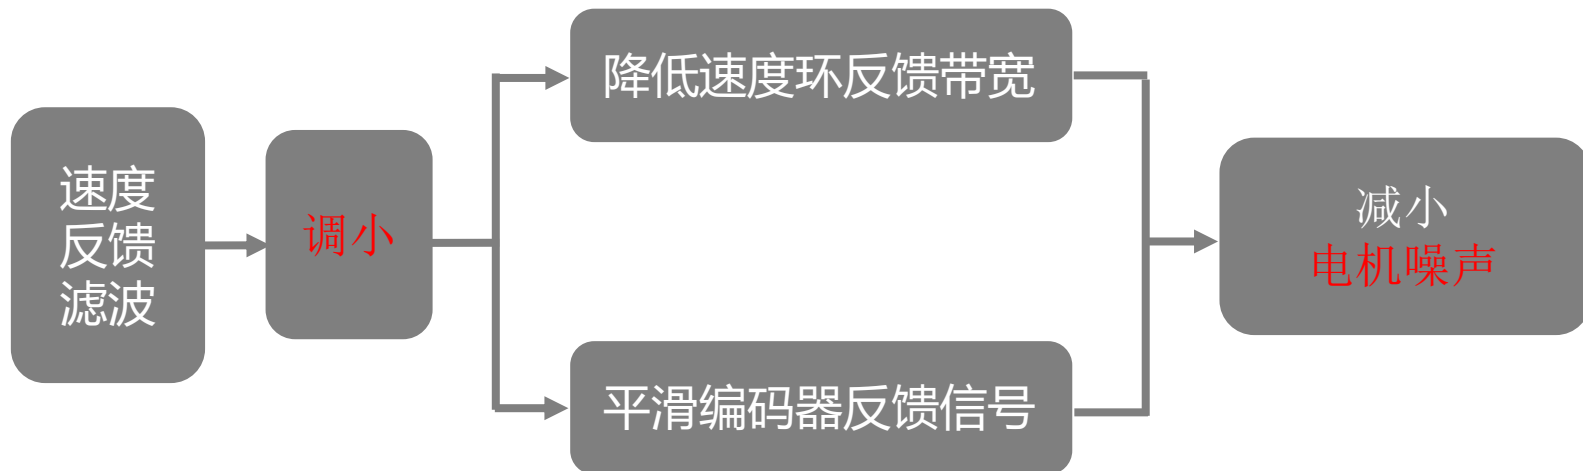 速度
反馈
滤波
调小
降低速度环反馈带宽
平滑编码器反馈信号
减小
电机噪声